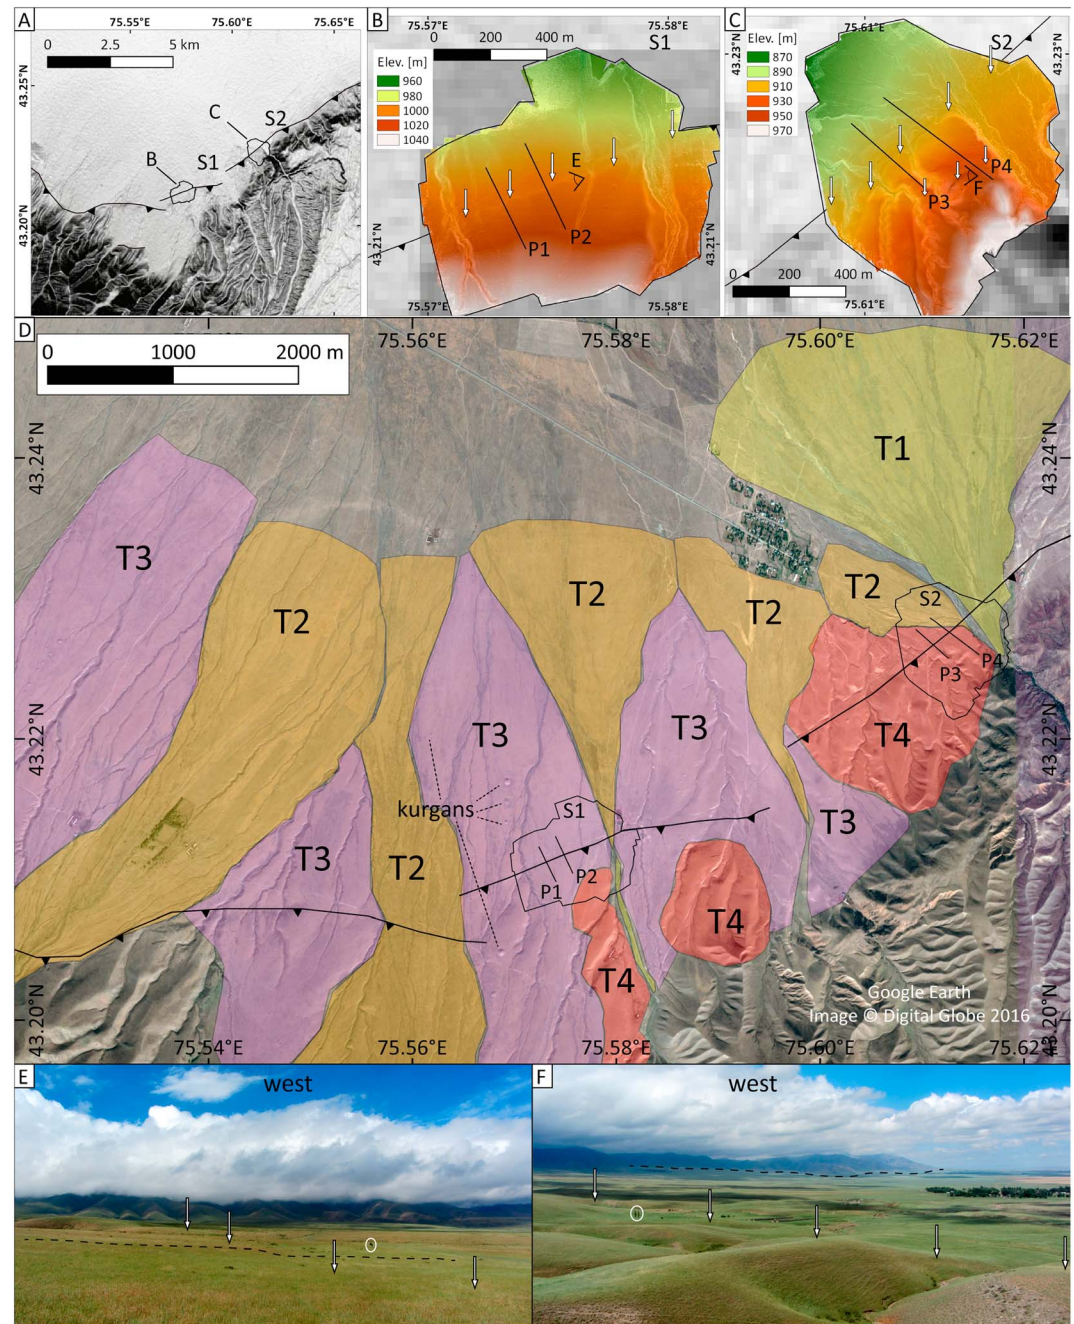 A
75.55°E
75.60°E
75.65°E
0
2.5
5 km
43.25°N
43.20°N
C
S2
B
S1
B
75.57°E
75.58°E
0
200
400 m
S1
Elev. [m]
960
980
1000
1020
1040
E
P1
P2
43.21°N
43.21°N
75.57°E
75.58°E
C
75.61°E
S2
Elev. [m]
870
890
910
930
950
970
43.23°N
43.23°N
P4
F
P3
0
200
400 m
75.61°E
D
0
1000
2000 m
75.56°E
75.58°E
75.60°E
75.62°E
43.24°N
43.24°N
T1
T3
T2
T2
T2
T2
S2
P4
P3
43.22°N
43.22°N
T3
T3
T4
kurgans
S1
T3
T3
T2
P2
P1
T4
T4
Google Earth
Image © Digital Globe 2016
43.20°N
43.20°N
75.54°E
75.56°E
75.58°E
75.60°E
75.62°E
E
west
F
west